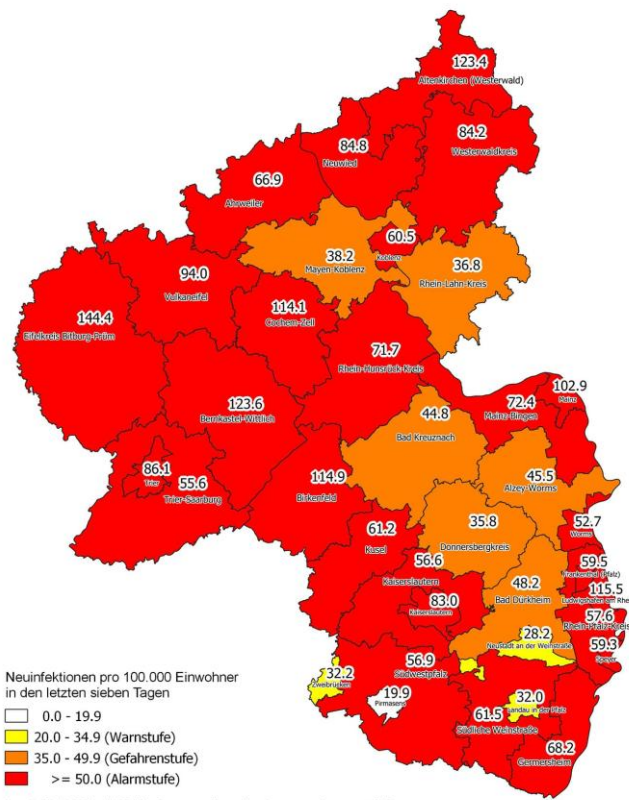 123.4
Altenkirchen (Westerwald)
84.2
Westerwaldkreis
84.8
Neuwied
66.9
Ahrweiler
60.5
Koblenz
38.2
Mayen-Koblenz
36.8
Rhein-Lahn-Kreis
94.0
Vulkaneifel
114.1
Cochem-Zell
144.4
Eifelkreis Bitburg-Prüm
71.7
Rhein-Hunsrück-Kreis
102.9
Mainz
72.4
Mainz-Bingen
123.6
Bernkastel-Wittlich
44.8
Bad Kreuznach
45.5
Alzey-Worms
86.1
Trier
55.6
Trier-Saarburg
114.9
Birkenfeld
52.7
Worms
35.8
Donnersbergkreis
61.2
Kusel
56.6
Kaiserslautern
59.5
Frankenthal (Pfalz)
48.2
Bad Dürkheim
115.5
Ludwigshafen am Rhe
83.0
Kaiserslautern
57.6
Rhein-Pfalz-Kreis
28.2
Neustadt an der Weinstraße
59.3
Speyer
32.2
Zweibrücken
56.9
Südwestpfalz
19.9
Pirmasens
32.0
Landau in der Pfalz
61.5
Südliche Weinstraße
68.2
Germersheim
Neuinfektionen pro 100.000 Einwohner
in den letzten sieben Tagen
0.0 - 19.9
20.0 - 34.9 (Warnstufe)
35.0 - 49.9 (Gefahrenstufe)
>= 50.0 (Alarmstufe)